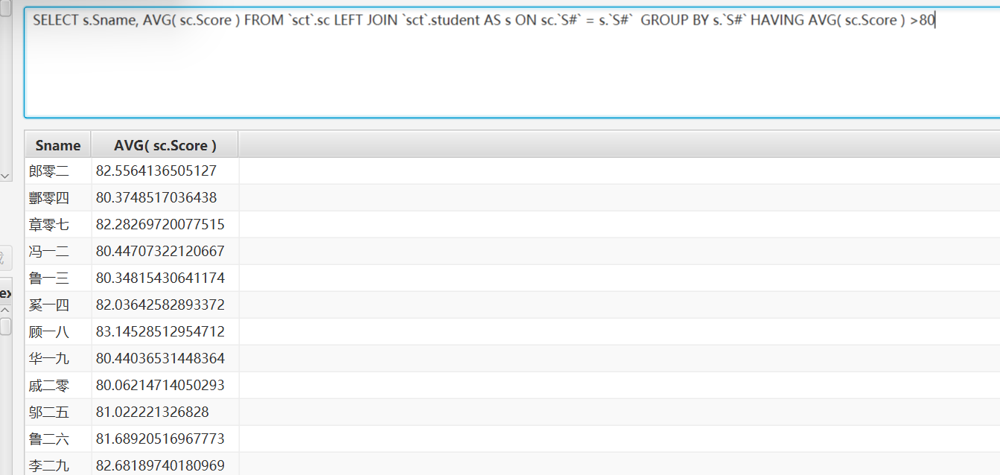 SELECT s.Sname, AVG( sc.Score ) FROM `sct`.sc LEFT JOIN `sct`.student AS s ON sc.`S#` = s.`S#`  GROUP BY s.`S#` HAVING AVG( sc.Score ) >80
Sname AVG( sc.Score )
郎零二 82.5564136505127
酆零四 80.3748517036438
章零七 82.28269720077515
冯一二 80.44707322120667
鲁一三 80.34815430641174
奚一四 82.03642582893372
顾一八 83.14528512954712
华一九 80.44036531448364
戚二零 80.06214714050293
邬二五 81.022221326828
鲁二六 81.68920516967773
李二九 82.68189740180969